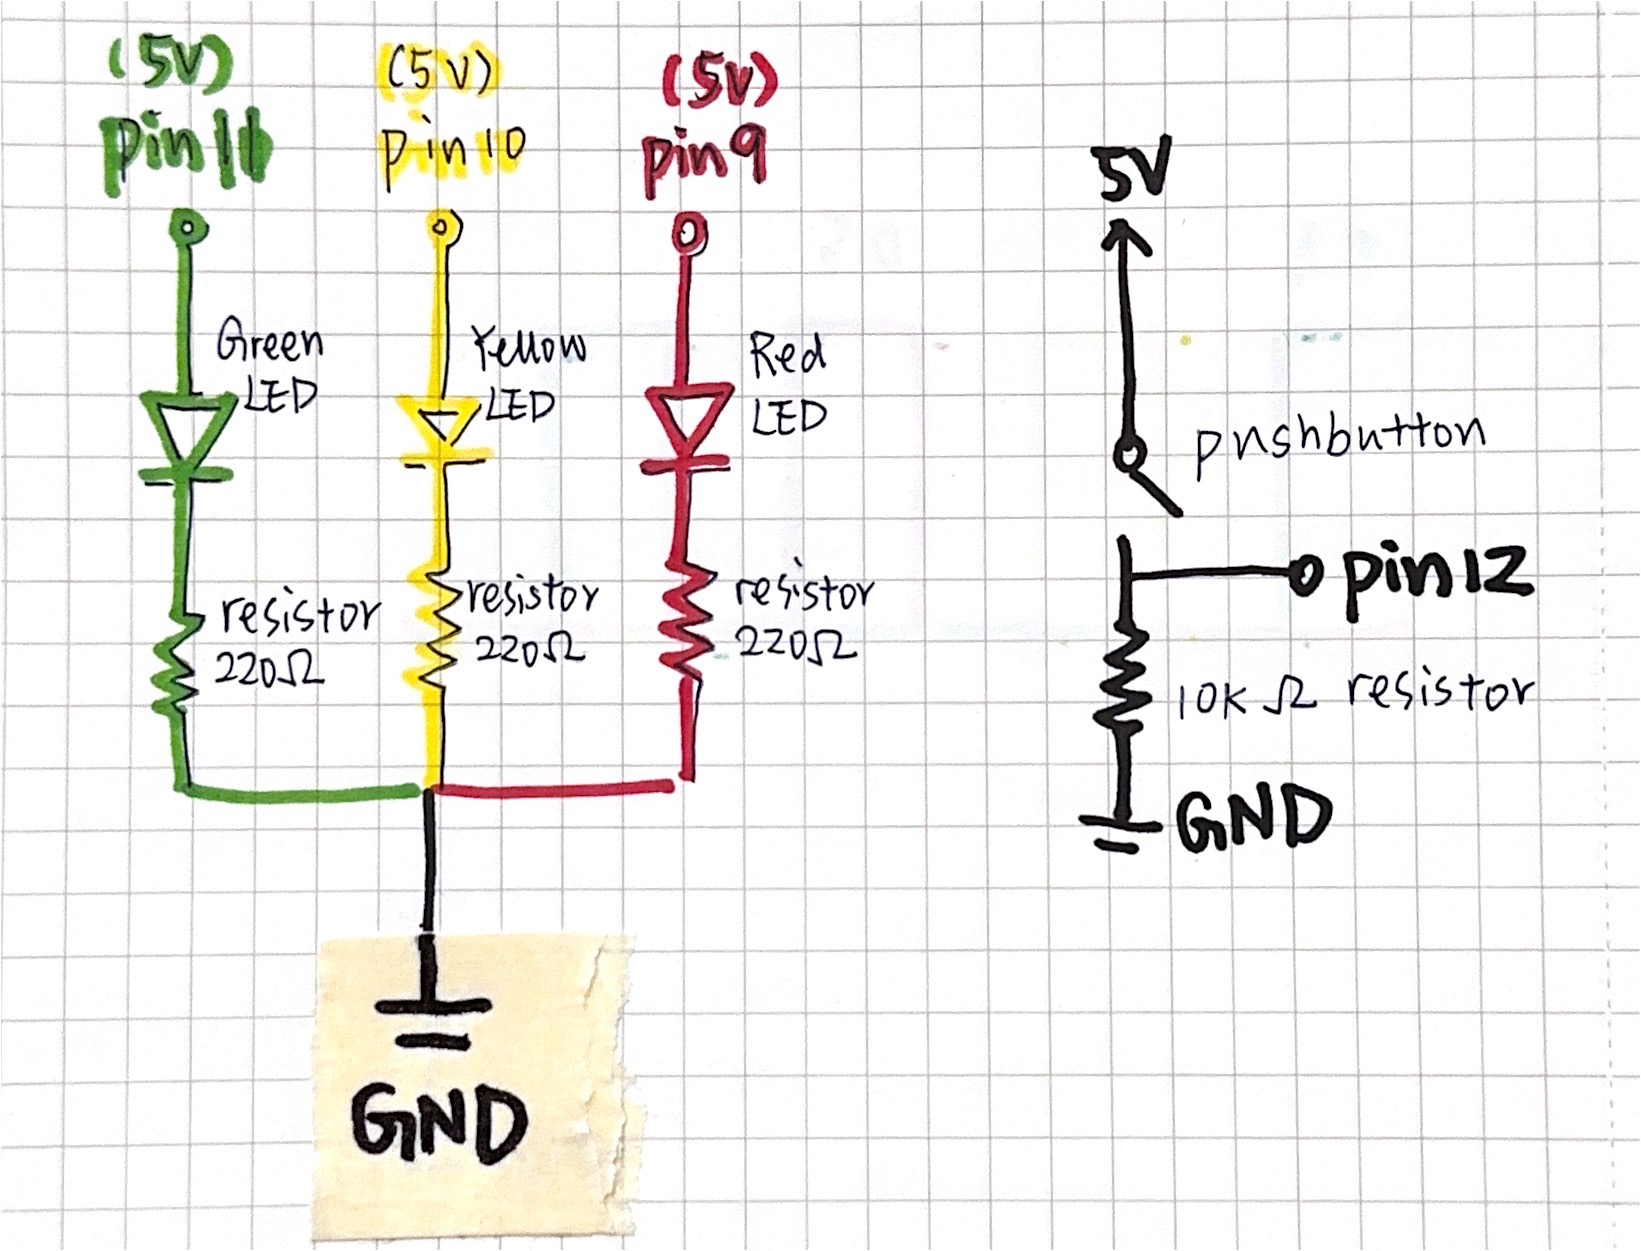 (5V)
pin 11
(5V)
pin 10
(5V)
pin 9
Green
LED
Yellow
LED
Red
LED
resistor
220Ω
resistor
220Ω
resistor
220Ω
GND
5V
pushbutton
pin 12
10K Ω resistor
GND